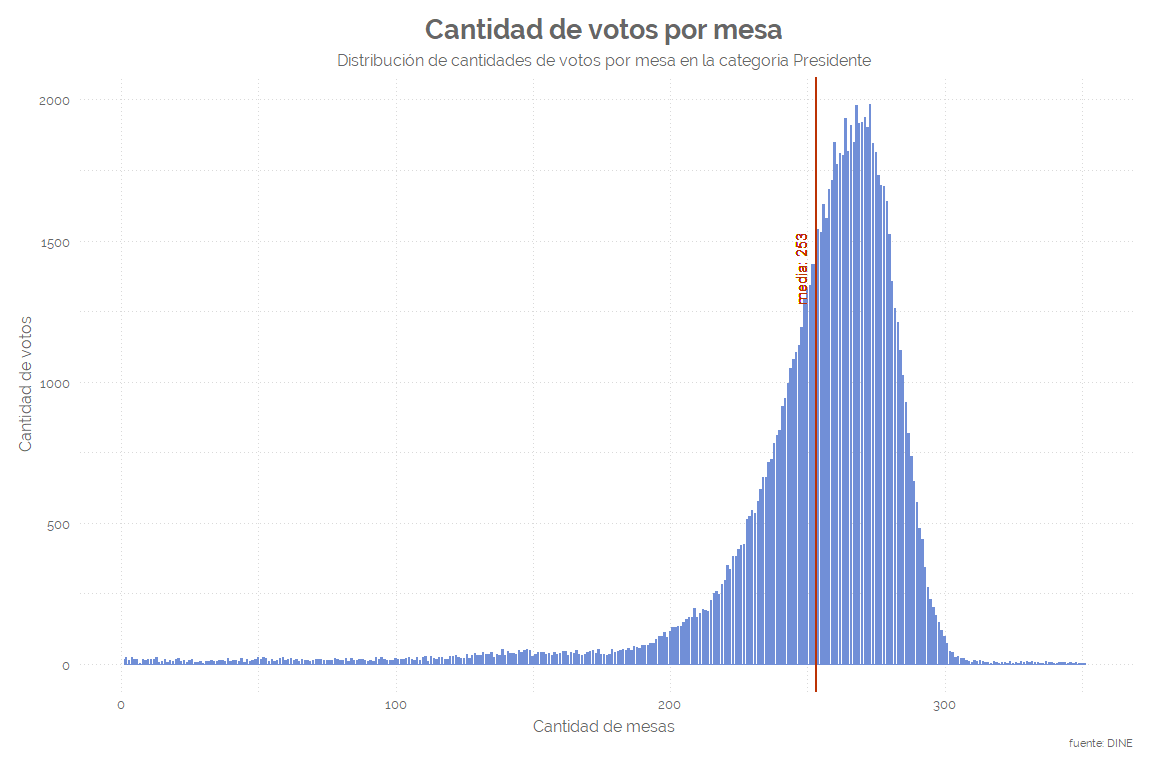 Cantidad de votos por mesa
Distribución de cantidades de votos por mesa en la categoria Presidente
2000
1500
1000
500
0
Cantidad de votos
media: 253
0 100 200 300
Cantidad de mesas
fuente: DINE